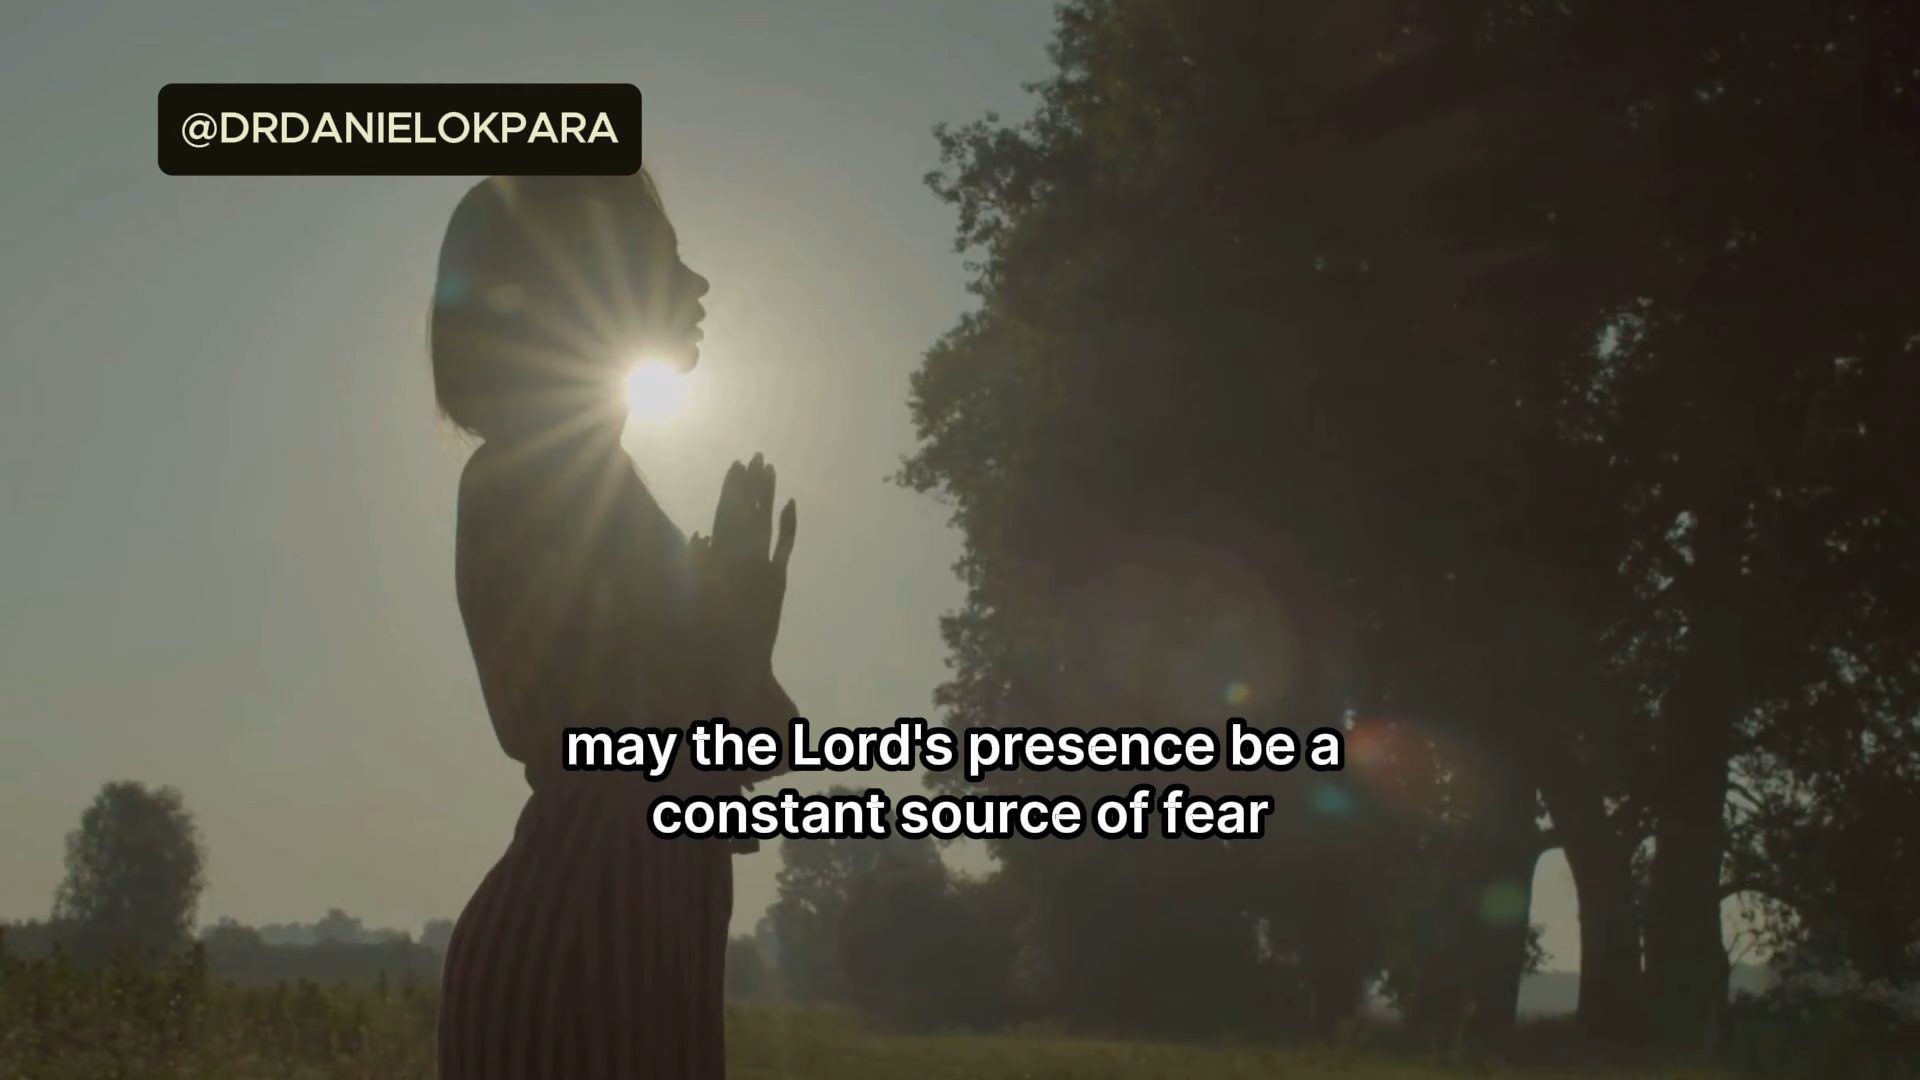 @DRDANIELOKPARA
may the Lord's presence be a
constant source of fear